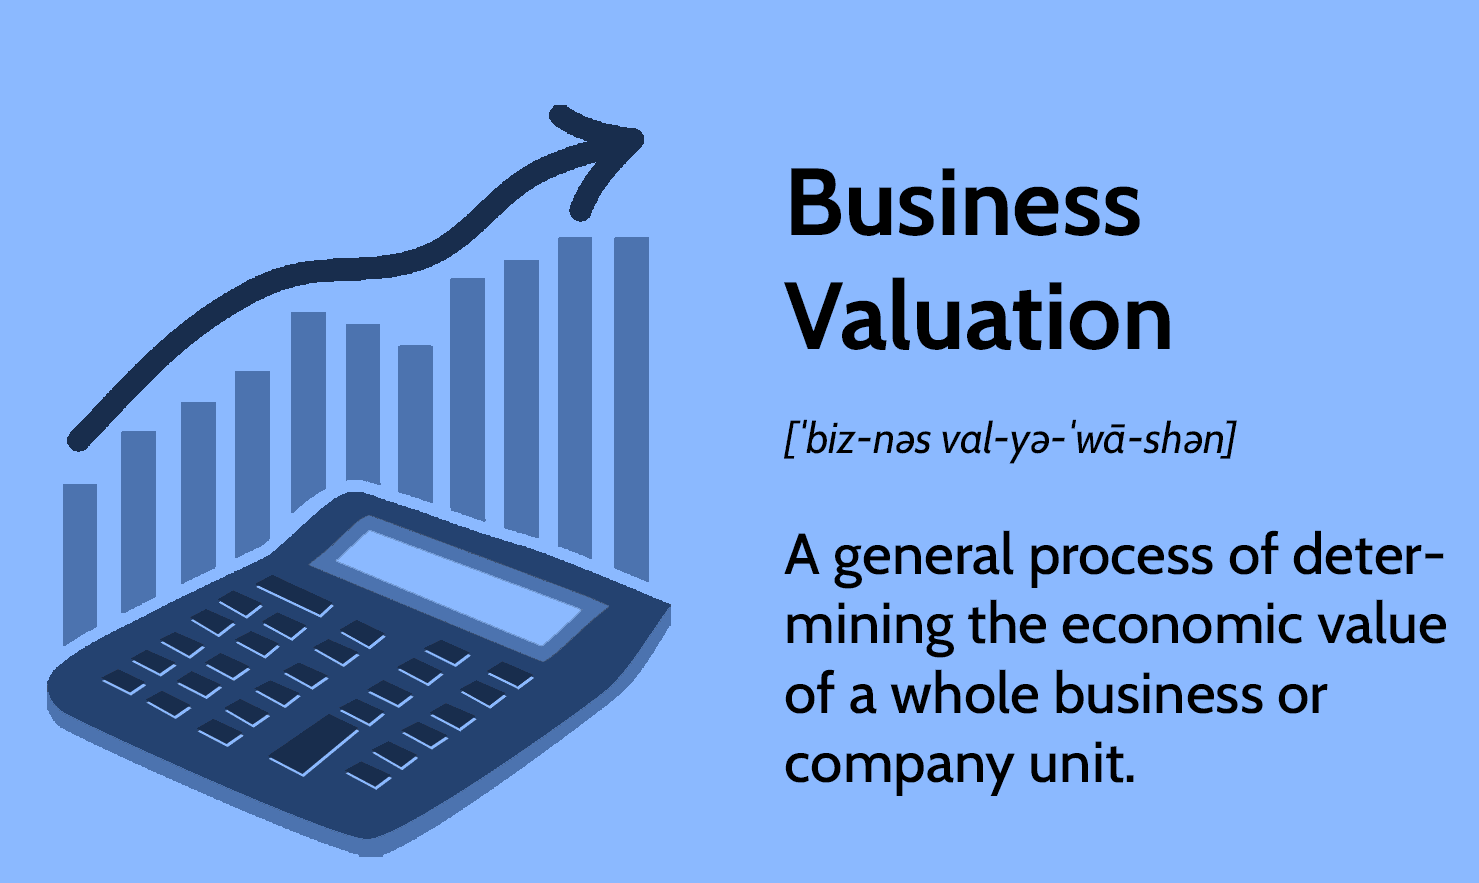 Business
Valuation
[ˈbiz-nəs val-yə-ˈwā-shən]
A general process of deter-
mining the economic value
of a whole business or
company unit.